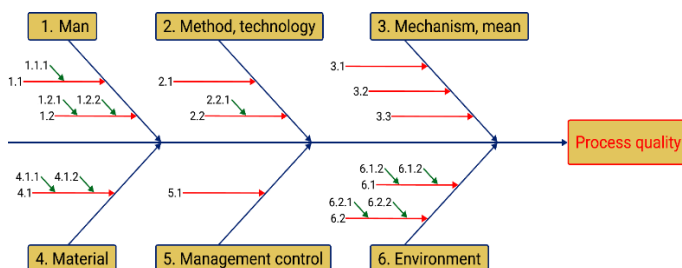 1. Man
2. Method, technology
3. Mechanism, mean
1.1.1
1.1
1.2.1 1.2.2
1.2
2.1
2.2.1
2.2
3.1
3.2
3.3
Process quality
4.1.1 4.1.2
4.1
5.1
6.1.2 6.1.2
6.1
6.2.1 6.2.2
6.2
4. Material
5. Management control
6. Environment